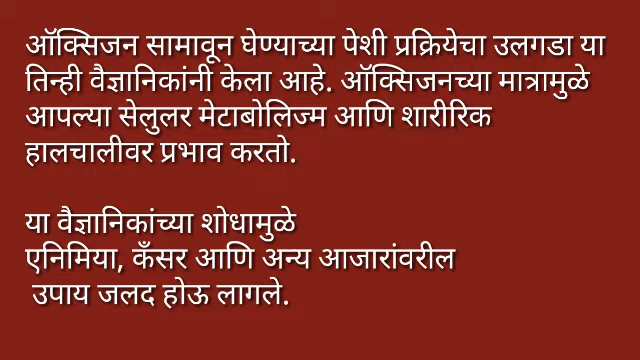 ऑक्सिजन सामावून घेण्याच्या पेशी प्रक्रियेचा उलगडा या
तिन्ही वैज्ञानिकांनी केला आहे. ऑक्सिजनच्या मात्रामुळे
आपल्या सेलुलर मेटाबोलिज्म आणि शारीरिक
हालचालीवर प्रभाव करतो.
या वैज्ञानिकांच्या शोधामुळे
एनिमिया, कँसर आणि अन्य आजारांवरील
उपाय जलद होऊ लागले.